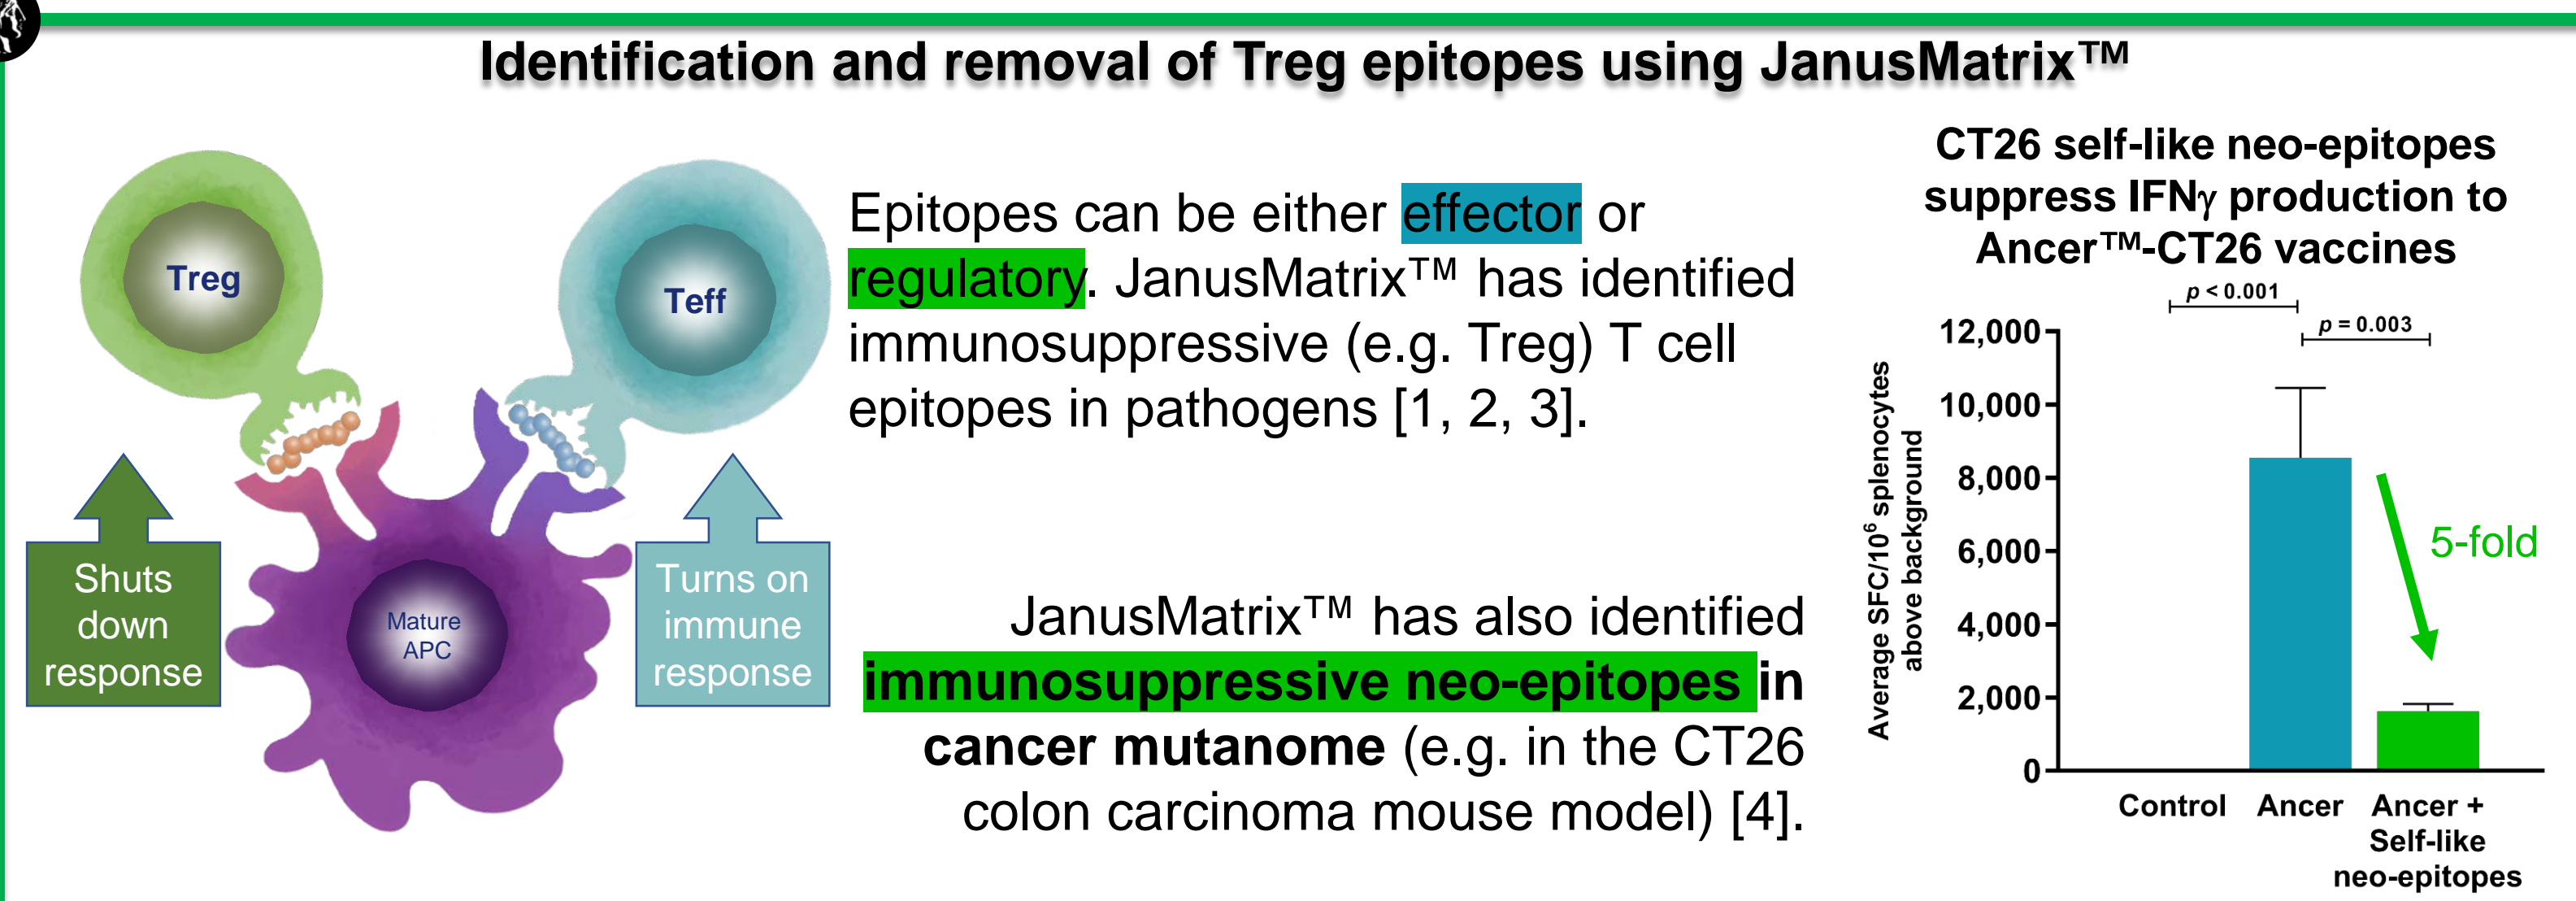 Identification and removal of Treg epitopes using JanusMatrix™
Treg
Teff
Mature
APC
Shuts
down
response
Turns on
immune
response
Epitopes can be either effector or
regulatory. JanusMatrix™ has identified
immunosuppressive (e.g. Treg) T cell
epitopes in pathogens [1, 2, 3].
JanusMatrix™ has also identified
immunosuppressive neo-epitopes in
cancer mutanome (e.g. in the CT26
colon carcinoma mouse model) [4].
CT26 self-like neo-epitopes
suppress IFNγ production to
Ancer™-CT26 vaccines
p < 0.001
p = 0.003
Average SFC/10⁶ splenocytes
above background
12,000
10,000
8,000
6,000
4,000
2,000
0
5-fold
Control
Ancer
Ancer +
Self-like
neo-epitopes